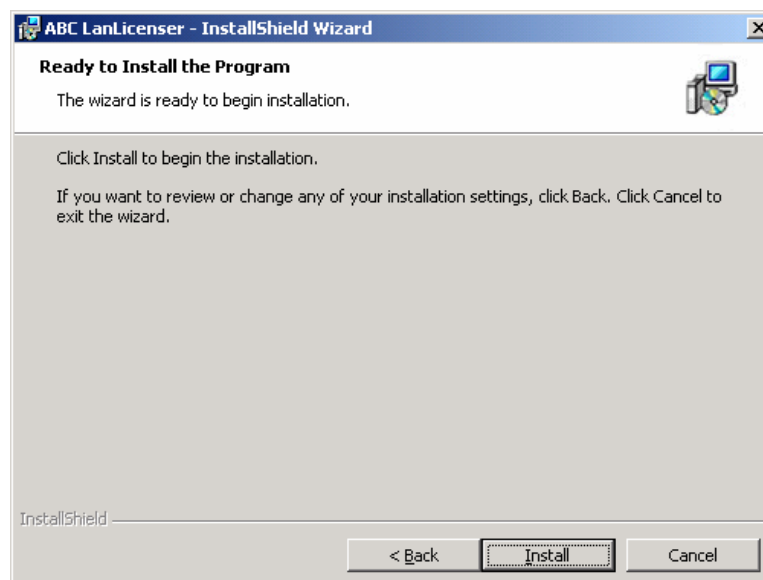 ABC LanLicenser - InstallShield Wizard
Ready to Install the Program
The wizard is ready to begin installation.
Click Install to begin the installation.
If you want to review or change any of your installation settings, click Back. Click Cancel to
exit the wizard.
InstallShield
< Back
Install
Cancel